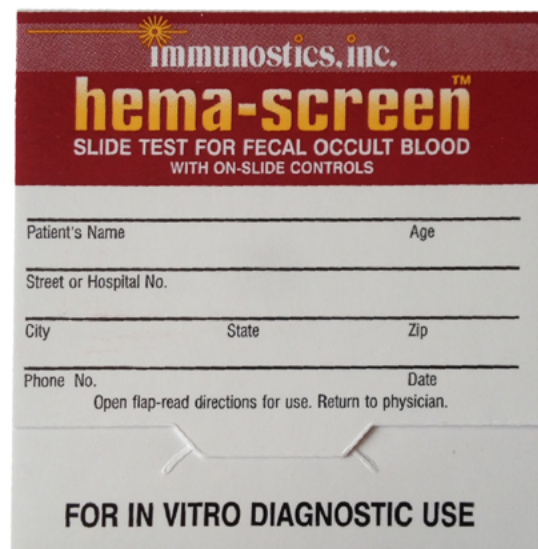 immunostics, inc.
hema-screen™
SLIDE TEST FOR FECAL OCCULT BLOOD
WITH ON-SLIDE CONTROLS
Patient's Name Age
Street or Hospital No.
City State Zip
Phone No. Date
Open flap-read directions for use. Return to physician.
FOR IN VITRO DIAGNOSTIC USE